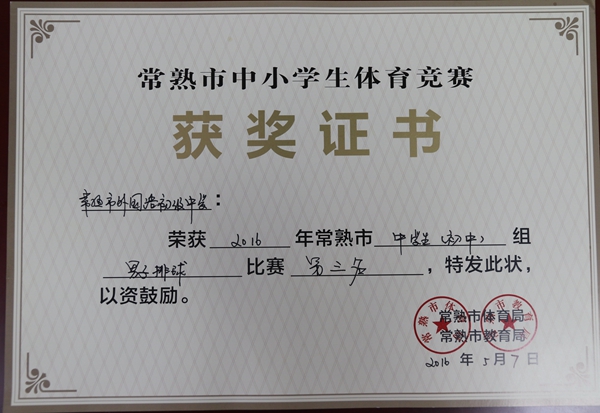 常熟市中小学生体育竞赛
获奖证书
常熟市外国语初级中学：
荣获 2016 年常熟市 中学生（初中） 组
男子排球 比赛 第三名 ，特发此状，
以资鼓励。
常熟市体育局
常熟市教育局
2016 年 5 月 7 日